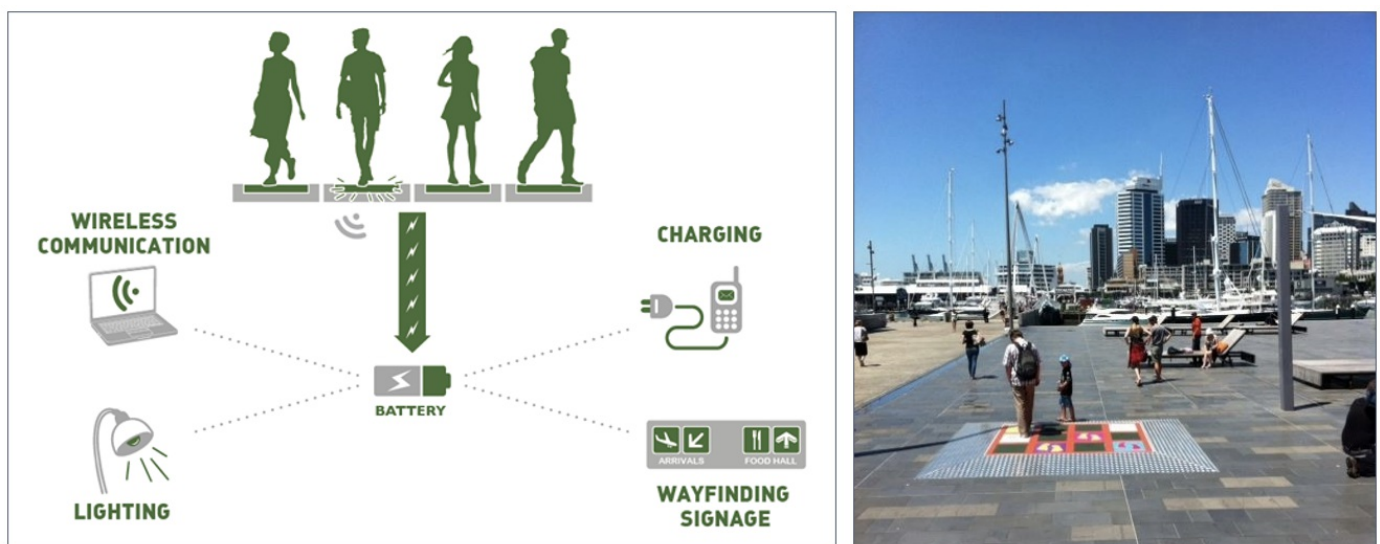 WIRELESS
COMMUNICATION
CHARGING
BATTERY
ARRIVALS
FOOD HALL
LIGHTING
WAYFINDING
SIGNAGE